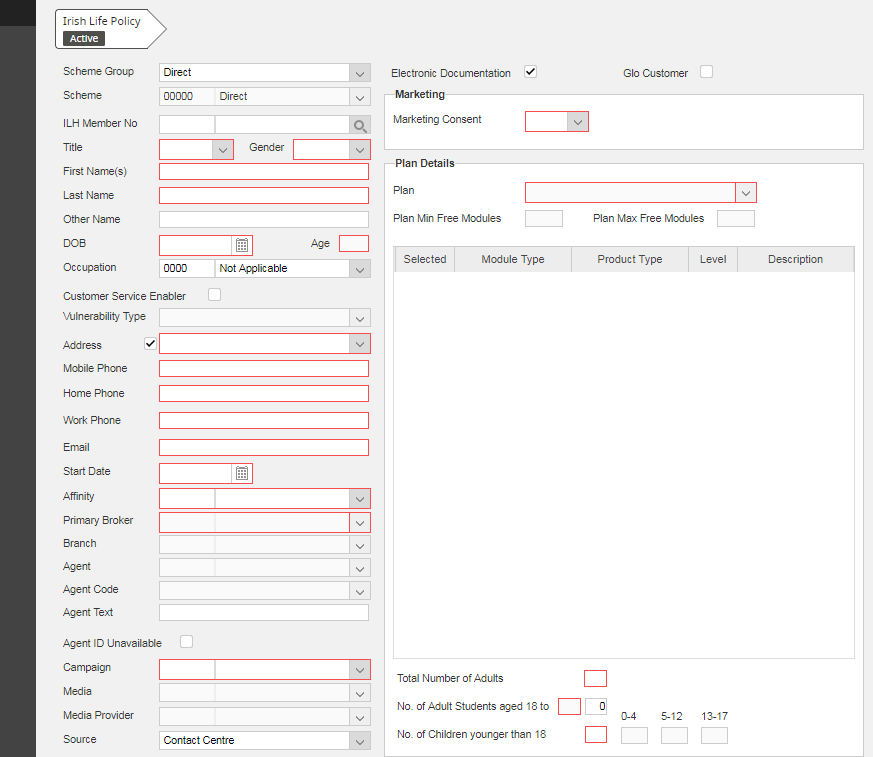 Irish Life Policy
Active
Scheme Group Direct
Scheme 00000 Direct
ILH Member No
Title Gender
First Name(s)
Last Name
Other Name
DOB Age
Occupation 0000 Not Applicable
Customer Service Enabler
Vulnerability Type
Address
Mobile Phone
Home Phone
Work Phone
Email
Start Date
Affinity
Primary Broker
Branch
Agent
Agent Code
Agent Text
Agent ID Unavailable
Campaign
Media
Media Provider
Source Contact Centre
Electronic Documentation Glo Customer
Marketing
Marketing Consent
Plan Details
Plan
Plan Min Free Modules Plan Max Free Modules
Selected Module Type Product Type Level Description
Total Number of Adults
No. of Adult Students aged 18 to 0
0-4 5-12 13-17
No. of Children younger than 18